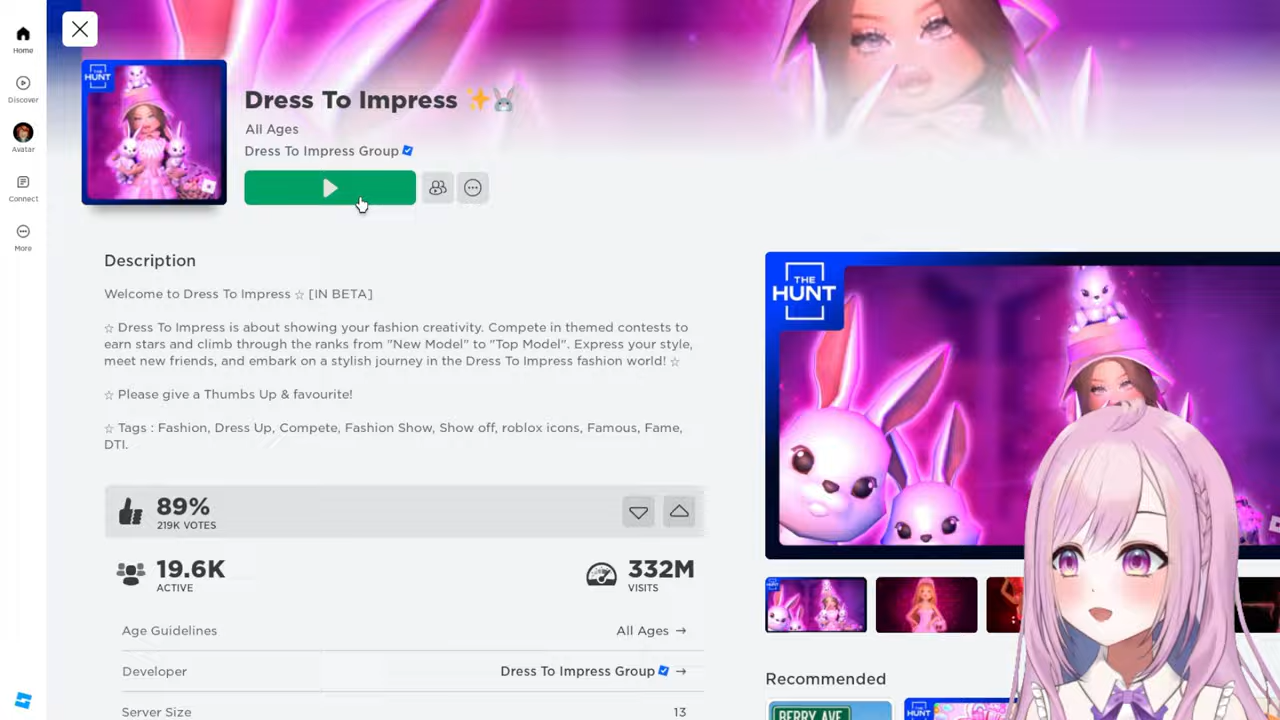 Home
Discover
Avatar
Connect
More
THE
HUNT
Dress To Impress ✨🐰
All Ages
Dress To Impress Group
Description
Welcome to Dress To Impress ☆ [IN BETA]
☆ Dress To Impress is about showing your fashion creativity. Compete in themed contests to
earn stars and climb through the ranks from "New Model" to "Top Model". Express your style,
meet new friends, and embark on a stylish journey in the Dress To Impress fashion world! ☆
☆ Please give a Thumbs Up & favourite!
☆ Tags : Fashion, Dress Up, Compete, Fashion Show, Show off, roblox icons, Famous, Fame,
DTI.
89%
219K VOTES
19.6K
ACTIVE
332M
VISITS
Age Guidelines All Ages →
Developer Dress To Impress Group →
Server Size 13
THE
HUNT
THE
HUNT
Recommended
BERRY AVE
THE
HUNT